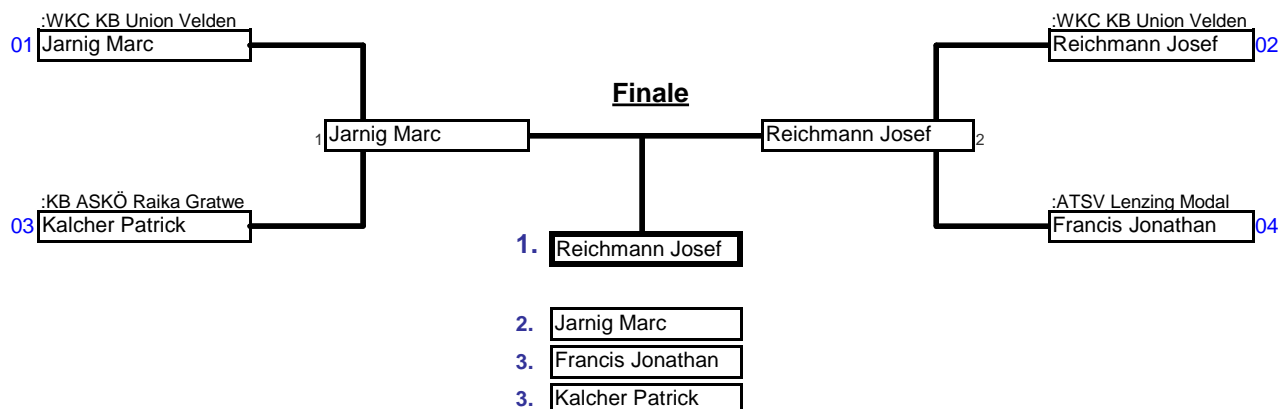 :WKC KB Union Velden
01 Jarnig Marc
:WKC KB Union Velden
Reichmann Josef 02
Finale
1 Jarnig Marc
Reichmann Josef 2
:KB ASKÖ Raika Gratwe
03 Kalcher Patrick
:ATSV Lenzing Modal
Francis Jonathan 04
1. Reichmann Josef
2. Jarnig Marc
3. Francis Jonathan
3. Kalcher Patrick